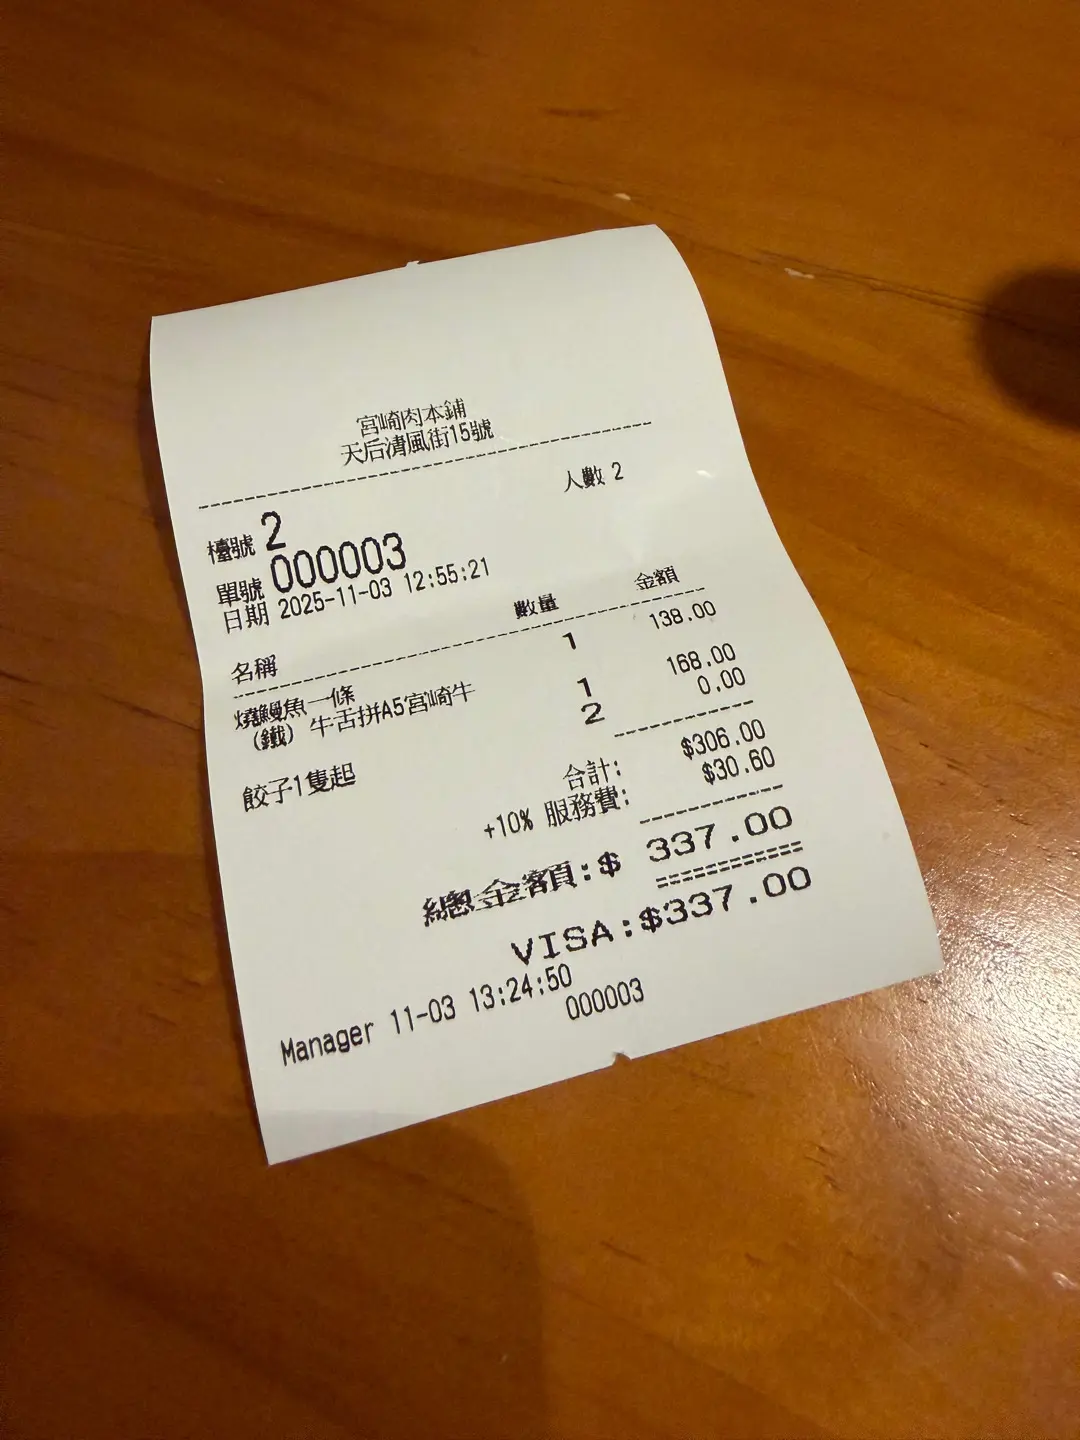 宮崎肉本鋪
天后清風街15號
人數 2
檯號 2
單號 000003
日期 2025-11-03 12:55:21
名稱 數量 金額
燒鰻魚一條 1 138.00
(鐵) 牛舌拼A5宮崎牛 1 168.00
餃子1隻起 2 0.00
合計: $306.00
+10% 服務費: $30.60
總金額: $ 337.00
VISA:$337.00
Manager 11-03 13:24:50
000003